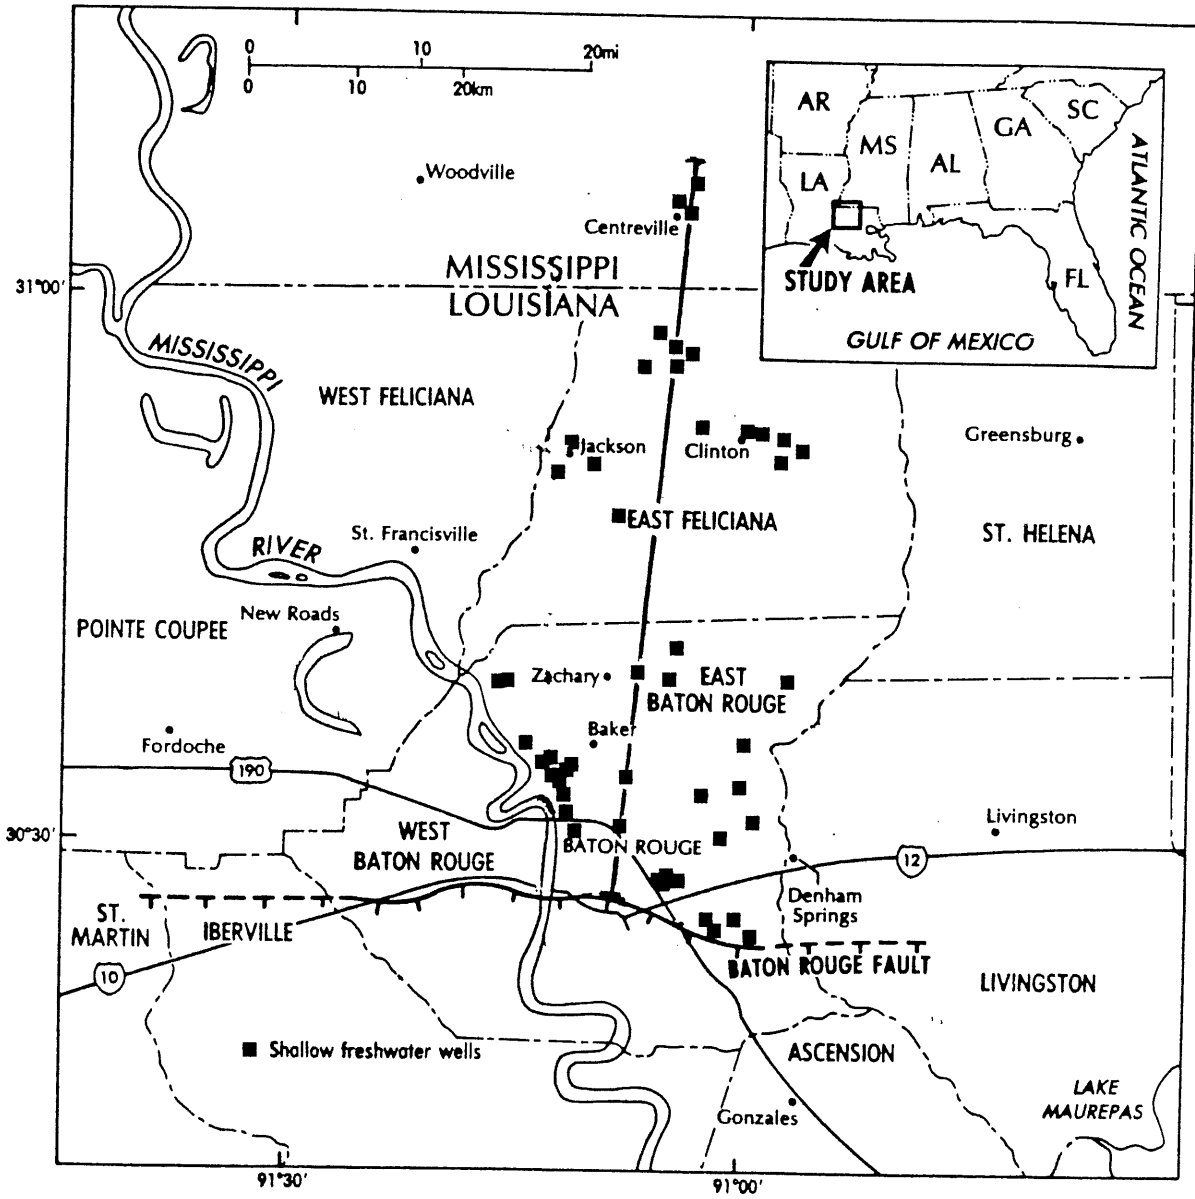 0 10 20mi
0 10 20km
AR
SC
GA
MS
AL
LA
ATLANTIC OCEAN
STUDY AREA
FL
GULF OF MEXICO
Woodville
Centreville
MISSISSIPPI
31°00'
LOUISIANA
MISSISSIPPI
WEST FELICIANA
Jackson
Clinton
Greensburg
EAST FELICIANA
St. Francisville
ST. HELENA
RIVER
New Roads
POINTE COUPEE
Zachary
EAST
BATON ROUGE
Baker
Fordoche
190
Livingston
30°30'
WEST
BATON ROUGE
BATON ROUGE
12
Denham
Springs
ST.
MARTIN
IBERVILLE
BATON ROUGE FAULT
10
LIVINGSTON
Shallow freshwater wells
ASCENSION
LAKE
MAUREPAS
Gonzales
91°30'
91°00'